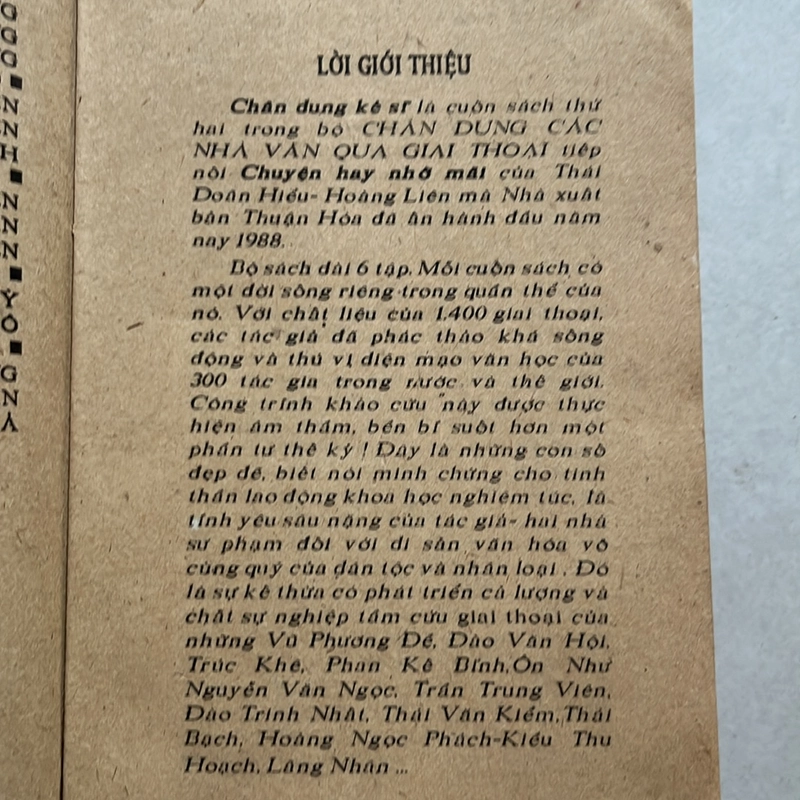 LỜI GIỚI THIỆU
Chân dung kẻ sĩ là cuốn sách thứ
hai trong bộ CHÂN DUNG CÁC
NHÀ VĂN QUA GIAI THOẠI tiếp
nối Chuyện hay nhớ mãi của Thái
Doãn Hiểu- Hoàng Liên mà Nhà xuất
bản Thuận Hóa đã ấn hành đầu năm
nay 1988.
Bộ sách dài 6 tập. Mỗi cuốn sách có
một đời sống riêng trong quần thể của
nó. Với chất liệu của 1.400 giai thoại,
các tác giả đã phác thảo khá sống
động và thú vị diện mạo văn học của
300 tác gia trong nước và thế giới.
Công trình khảo cứu "này được thực
hiện âm thầm, bền bỉ suốt hơn một
phần tư thế kỷ ! Đây là những con số
đẹp đẽ, biết nói minh chứng cho tinh
thần lao động khoa học nghiêm túc, là
tình yêu sâu nặng của tác giả- hai nhà
sư phạm đối với di sản văn hóa vô
cùng quý của dân tộc và nhân loại . Đó
là sự kế thừa có phát triển cả lượng và
chất sự nghiệp tầm cứu giai thoại của
những Vũ Phương Đề, Đào Văn Hội,
Trúc Khê, Phan Kế Bính,Ôn Như
Nguyễn Văn Ngọc, Trần Trung Viên,
Đào Trinh Nhất, Thái Văn Kiểm,Thái
Bạch, Hoàng Ngọc Phách-Kiều Thu
Hoạch, Lãng Nhân ...